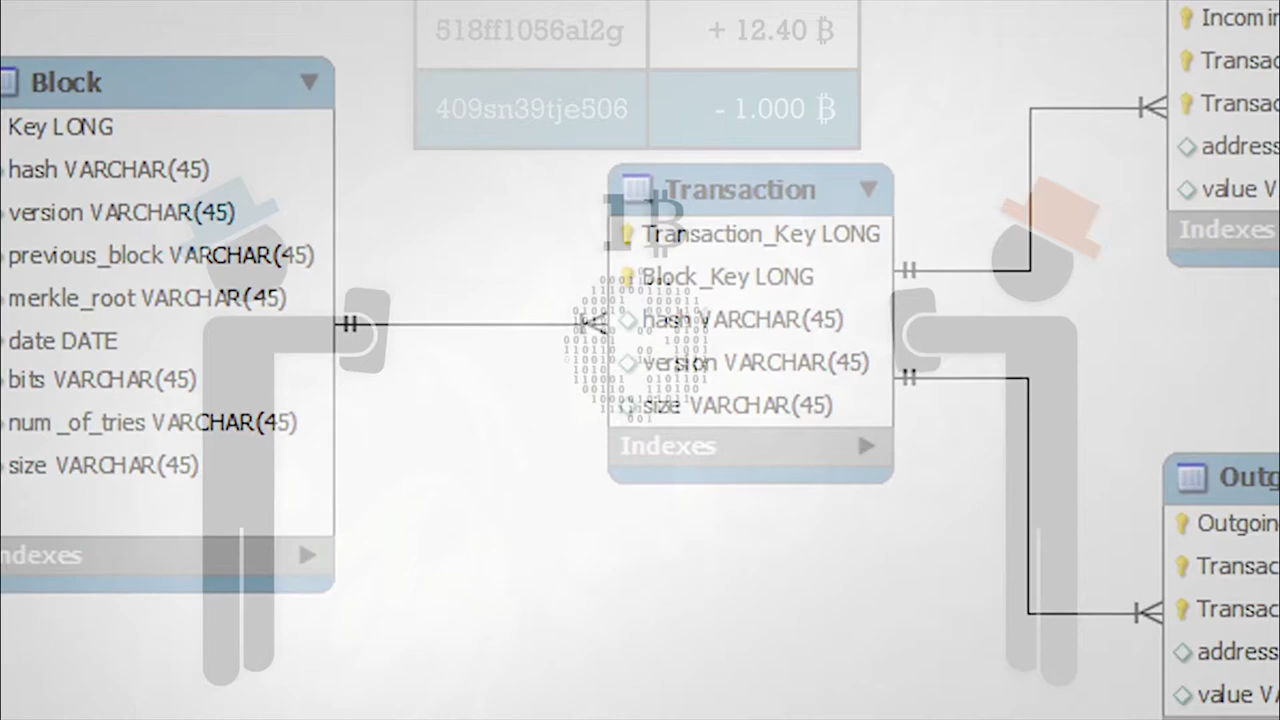 518ff1056al2g + 12.40 ₿
409sn39tje506 - 1.000 ₿
Block
Key LONG
hash VARCHAR(45)
version VARCHAR(45)
previous_block VARCHAR(45)
merkle_root VARCHAR(45)
date DATE
bits VARCHAR(45)
num _of_tries VARCHAR(45)
size VARCHAR(45)
ndexes
Transaction
1₿
Transaction_Key LONG
Block_Key LONG
hash VARCHAR(45)
version VARCHAR(45)
size VARCHAR(45)
Indexes
Incomin
Transac
Transac
address
value V
Indexes
Outg
Outgoin
Transac
Transac
address
value VA